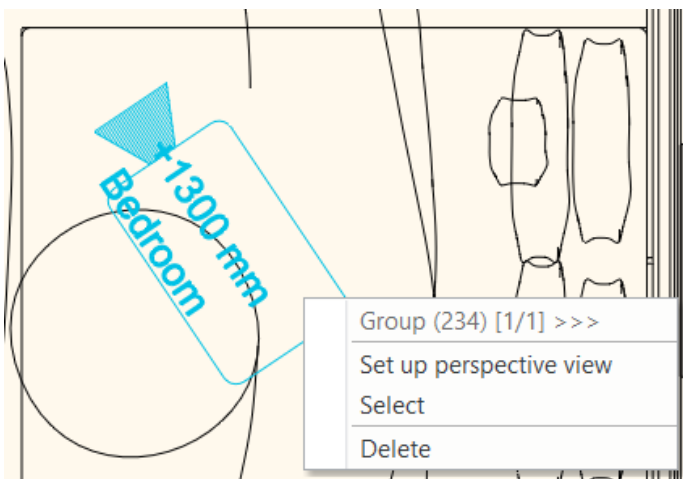 +1300 mm
Bedroom
Group (234) [1/1] >>>
Set up perspective view
Select
Delete